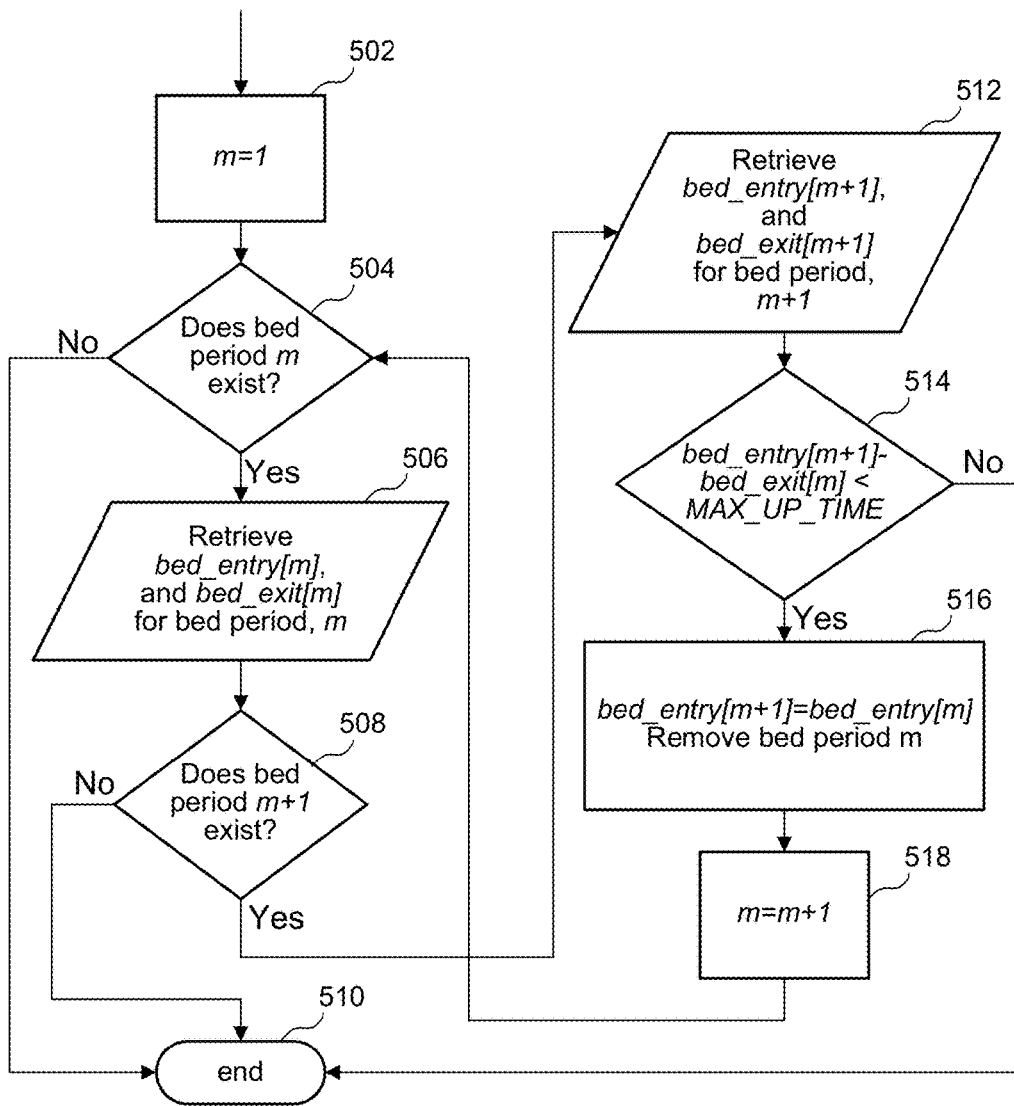 502
m=1
504
No
Does bed
period m
exist?
Yes
506
Retrieve
bed_entry[m],
and bed_exit[m]
for bed period, m
508
No
Does bed
period m+1
exist?
Yes
510
end
512
Retrieve
bed_entry[m+1],
and
bed_exit[m+1]
for bed period,
m+1
514
bed_entry[m+1]-
bed_exit[m] <
MAX_UP_TIME
No
Yes
516
bed_entry[m+1]=bed_entry[m]
Remove bed period m
518
m=m+1